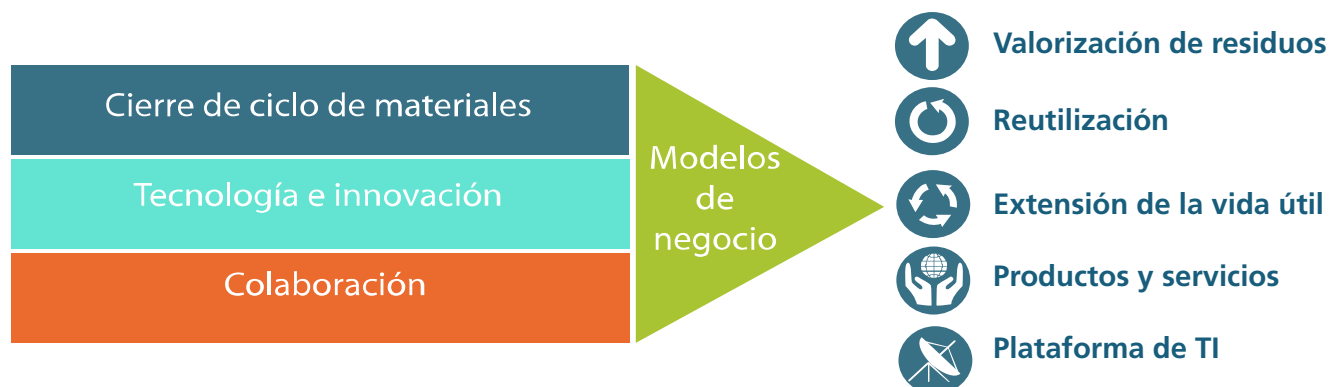 Cierre de ciclo de materiales
Tecnología e innovación
Colaboración
Modelos
de
negocio
Valorización de residuos
Reutilización
Extensión de la vida útil
Productos y servicios
Plataforma de TI